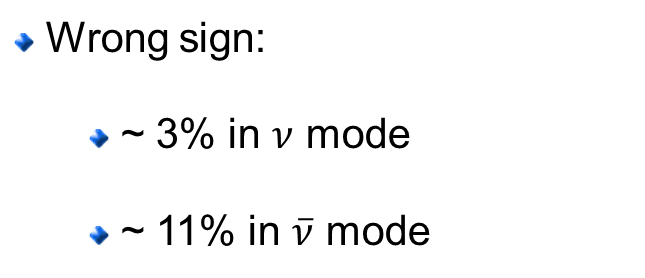 Wrong sign:
~ 3% in ν mode
~ 11% in ν̄ mode